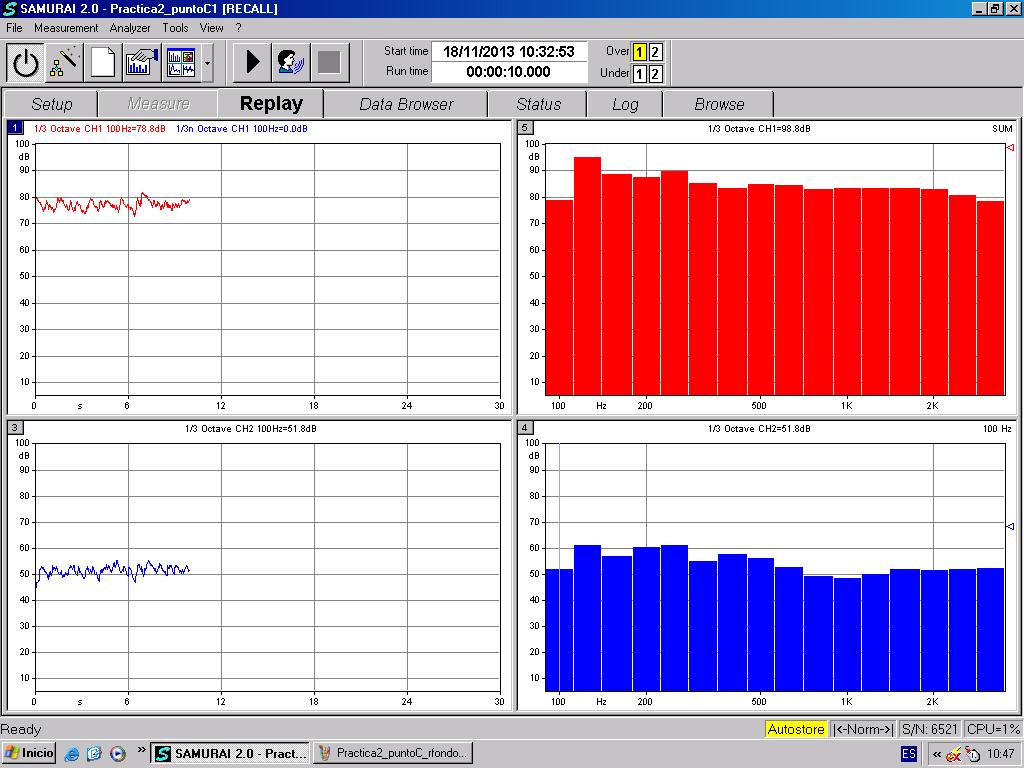 SAMURAI 2.0 - Practica2_puntoC1 [RECALL]
File Measurement Analyzer Tools View ?
Start time 18/11/2013 10:32:53 Over 1 2
Run time 00:00:10.000 Under 1 2
Setup Measure Replay Data Browser Status Log Browse
1 1/3 Octave CH1 100Hz=78.8dB 1/3n Octave CH1 100Hz=0.0dB
100
dB
90
80
70
60
50
40
30
20
10
0 s 6 12 18 24 30
5 1/3 Octave CH1=98.8dB SUM
100
dB
90
80
70
60
50
40
30
20
10
100 Hz 200 500 1K 2K
3 1/3 Octave CH2 100Hz=51.8dB
100
dB
90
80
70
60
50
40
30
20
10
0 s 6 12 18 24 30
4 1/3 Octave CH2=51.8dB 100 Hz
100
dB
90
80
70
60
50
40
30
20
10
100 Hz 200 500 1K 2K
Ready Autostore |<-Norm->| S/N: 6521 CPU=1%
Inicio » SAMURAI 2.0 - Pract... Practica2_puntoC_rfondo... ES « 10:47